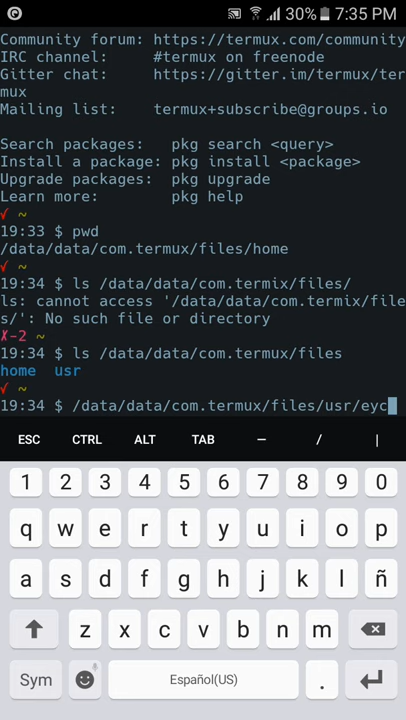 30% 7:35 PM
Community forum: https://termux.com/community
IRC channel: #termux on freenode
Gitter chat: https://gitter.im/termux/ter
mux
Mailing list: termux+subscribe@groups.io
Search packages: pkg search <query>
Install a package: pkg install <package>
Upgrade packages: pkg upgrade
Learn more: pkg help
✓ ~
19:33 $ pwd
/data/data/com.termux/files/home
✓ ~
19:34 $ ls /data/data/com.termix/files/
ls: cannot access '/data/data/com.termix/file
s/': No such file or directory
✗-2 ~
19:34 $ ls /data/data/com.termux/files
home usr
✓ ~
19:34 $ /data/data/com.termux/files/usr/eyc
ESC CTRL ALT TAB — / |
1 2 3 4 5 6 7 8 9 0
q w e r t y u i o p
a s d f g h j k l ñ
z x c v b n m
Sym Español(US) .